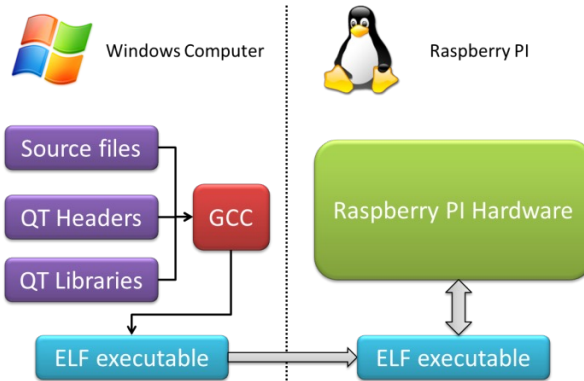 Windows Computer
Raspberry PI
Source files
QT Headers
GCC
Raspberry PI Hardware
QT Libraries
ELF executable
ELF executable